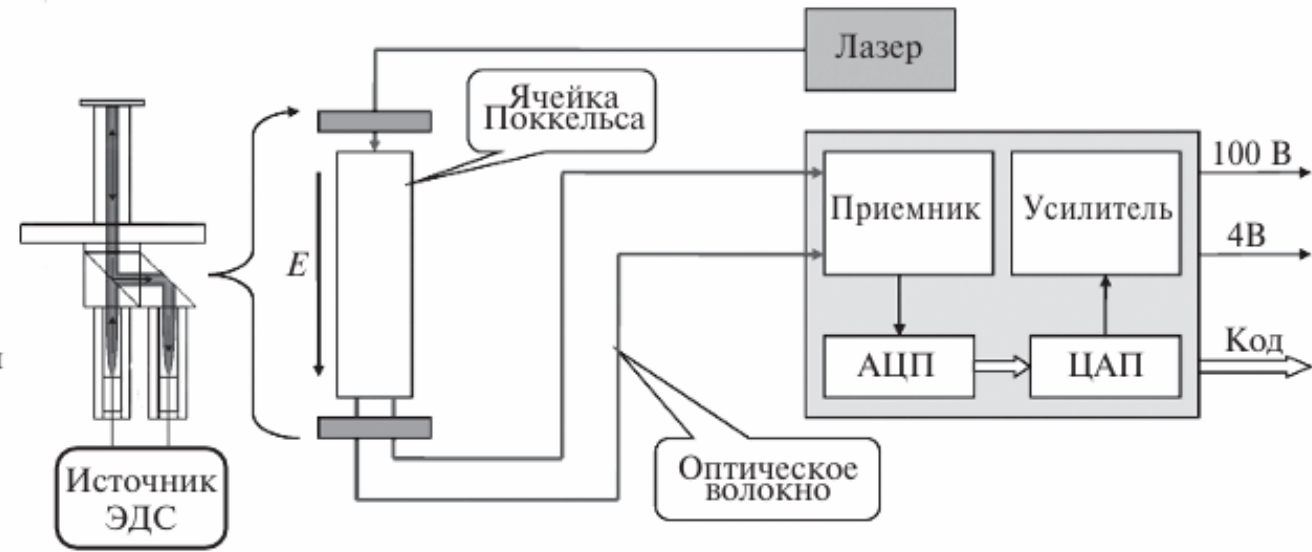 Лазер
Ячейка
Поккельса
100 В
Приемник
Усилитель
4В
E
Код
АЦП
ЦАП
Оптическое
волокно
Источник
ЭДС